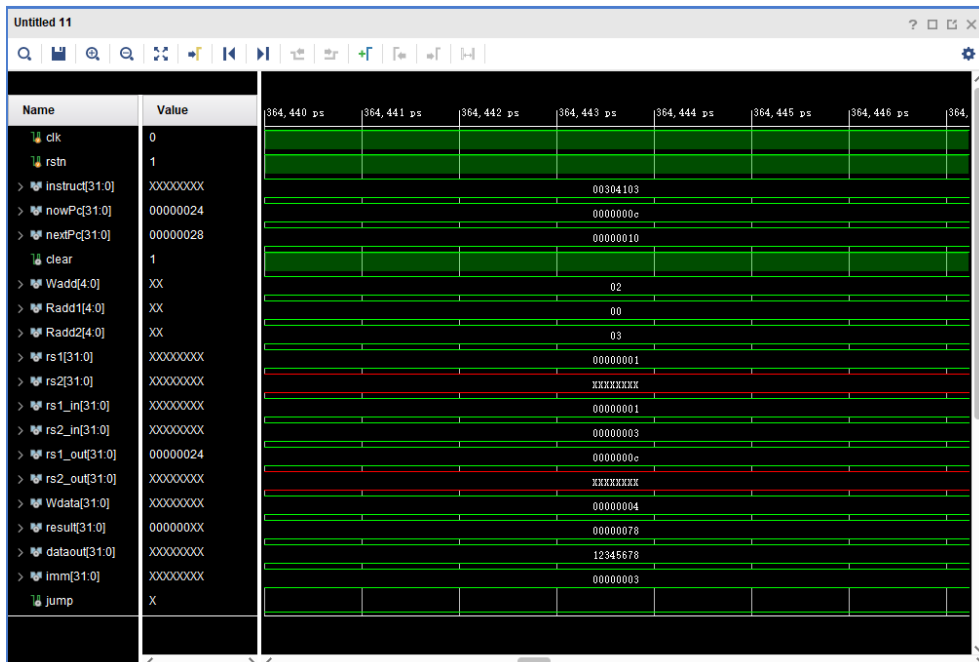 Untitled 11
Name Value
364,440 ps 364,441 ps 364,442 ps 364,443 ps 364,444 ps 364,445 ps 364,446 ps 364,
clk 0
rstn 1
instruct[31:0] XXXXXXXX 00304103
nowPc[31:0] 00000024 0000000c
nextPc[31:0] 00000028 00000010
clear 1
Wadd[4:0] XX 02
Radd1[4:0] XX 00
Radd2[4:0] XX 03
rs1[31:0] XXXXXXXX 00000001
rs2[31:0] XXXXXXXX XXXXXXXX
rs1_in[31:0] XXXXXXXX 00000001
rs2_in[31:0] XXXXXXXX 00000003
rs1_out[31:0] 00000024 0000000c
rs2_out[31:0] XXXXXXXX XXXXXXXX
Wdata[31:0] XXXXXXXX 00000004
result[31:0] 000000XX 00000078
dataout[31:0] XXXXXXXX 12345678
imm[31:0] XXXXXXXX 00000003
jump X